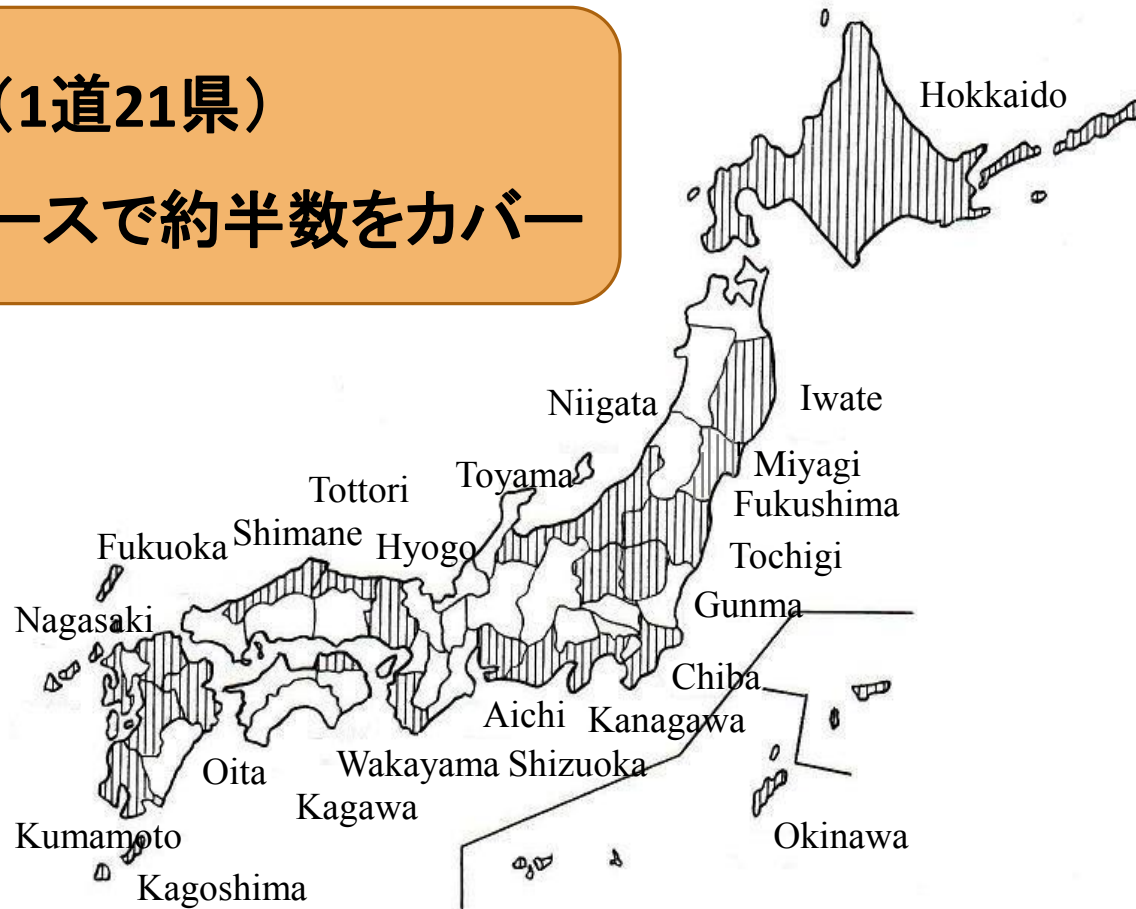 （1道21県）
ースで約半数をカバー
Hokkaido
Niigata
Iwate
Toyama
Miyagi
Tottori
Fukushima
Shimane
Hyogo
Fukuoka
Tochigi
Gunma
Nagasaki
Chiba
Aichi
Kanagawa
Oita
Wakayama
Shizuoka
Kagawa
Kumamoto
Okinawa
Kagoshima